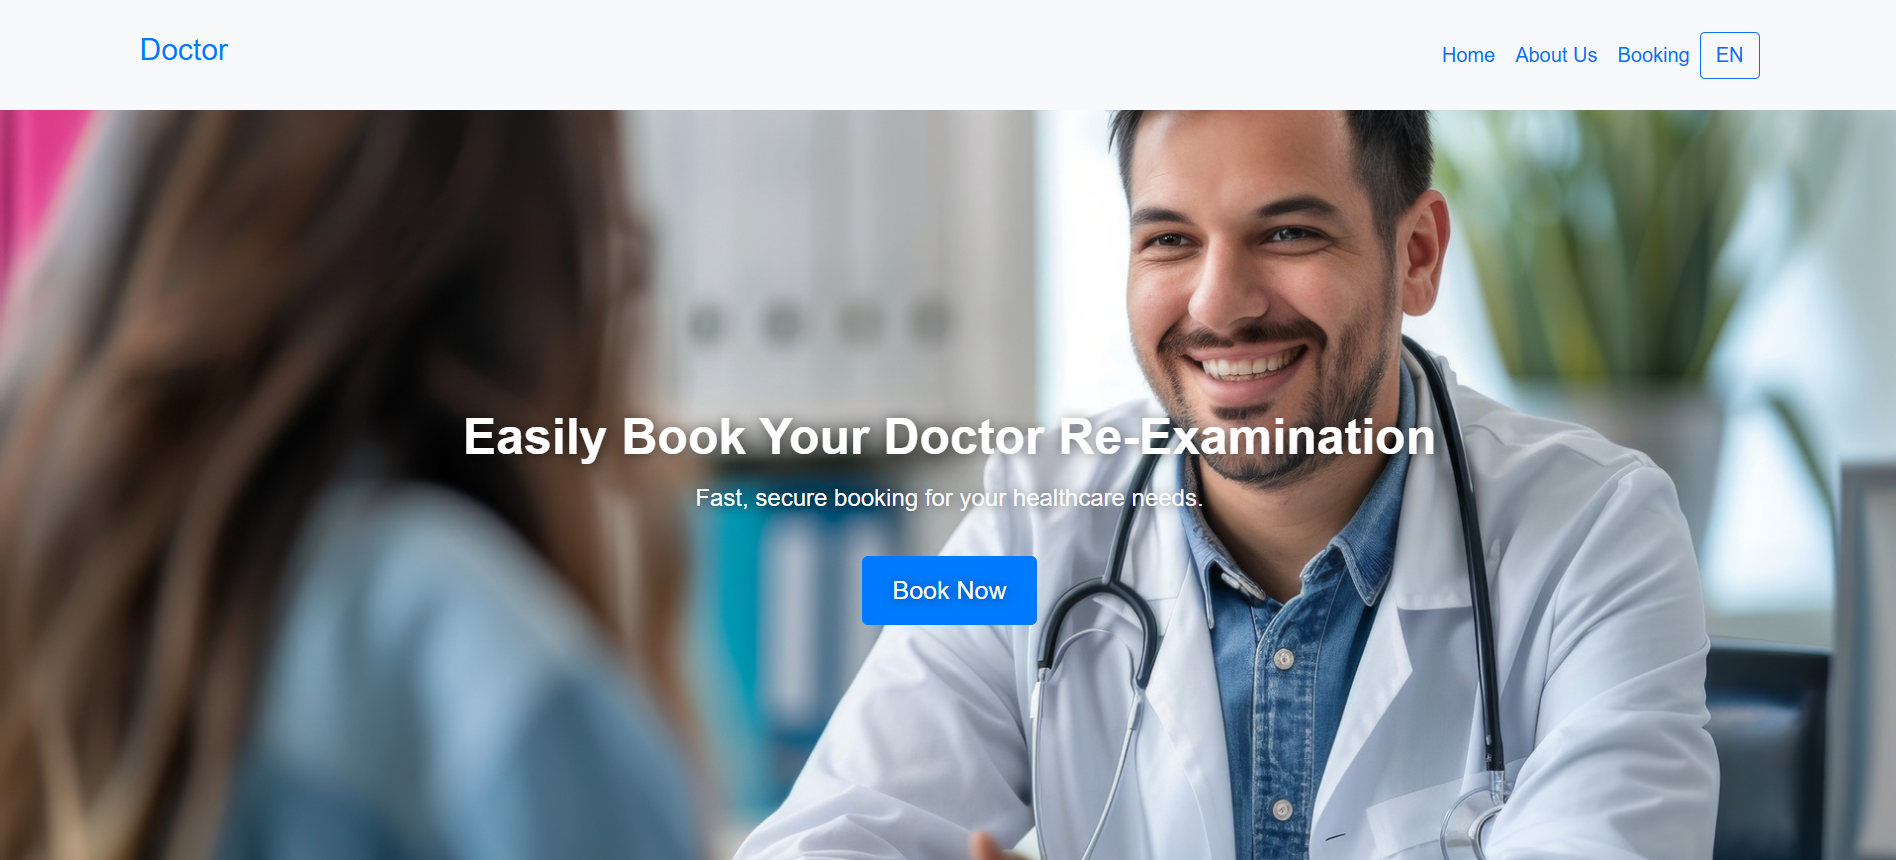 Doctor
Home About Us Booking EN
Easily Book Your Doctor Re-Examination
Fast, secure booking for your healthcare needs.
Book Now